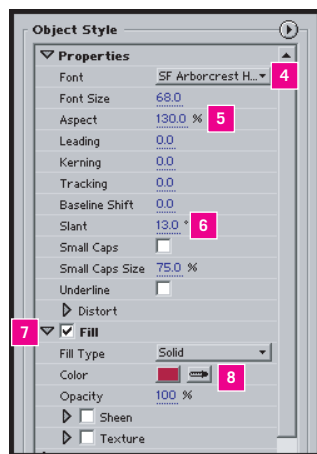 Object Style
Properties
Font SF Arborcrest H... 4
Font Size 68.0
Aspect 130.0 % 5
Leading 0.0
Kerning 0.0
Tracking 0.0
Baseline Shift 0.0
Slant 13.0 ° 6
Small Caps
Small Caps Size 75.0 %
Underline
Distort
7 Fill
Fill Type Solid
Color 8
Opacity 100 %
Sheen
Texture